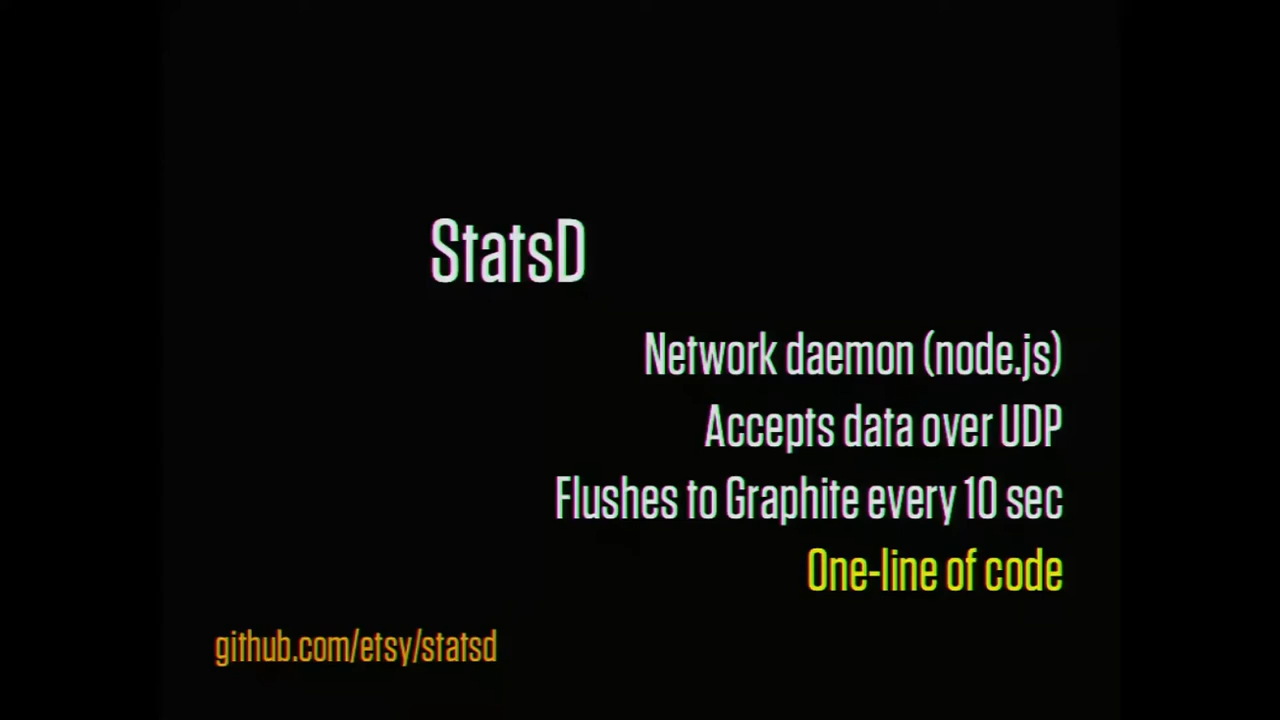 StatsD
Network daemon (node.js)
Accepts data over UDP
Flushes to Graphite every 10 sec
One-line of code
github.com/etsy/statsd